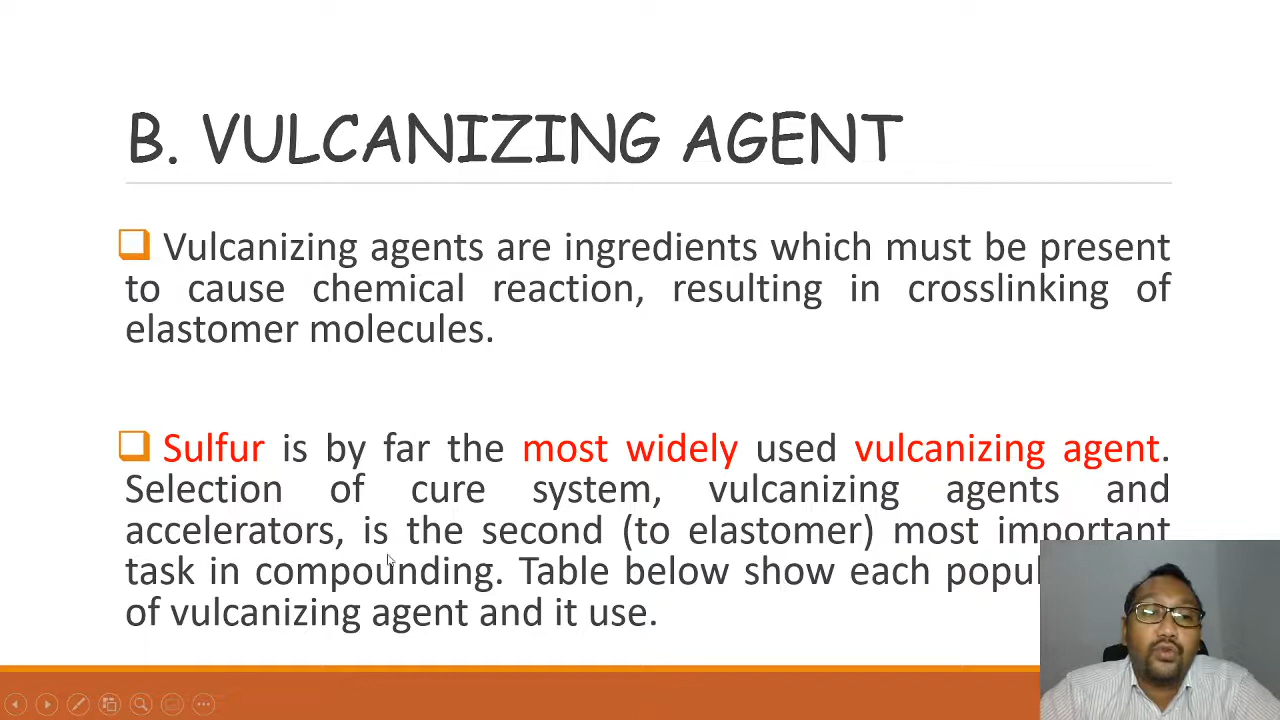 B. VULCANIZING AGENT
Vulcanizing agents are ingredients which must be present
to cause chemical reaction, resulting in crosslinking of
elastomer molecules.
Sulfur is by far the most widely used vulcanizing agent.
Selection of cure system, vulcanizing agents and
accelerators, is the second (to elastomer) most important
task in compounding. Table below show each
of vulcanizing agent and it use.